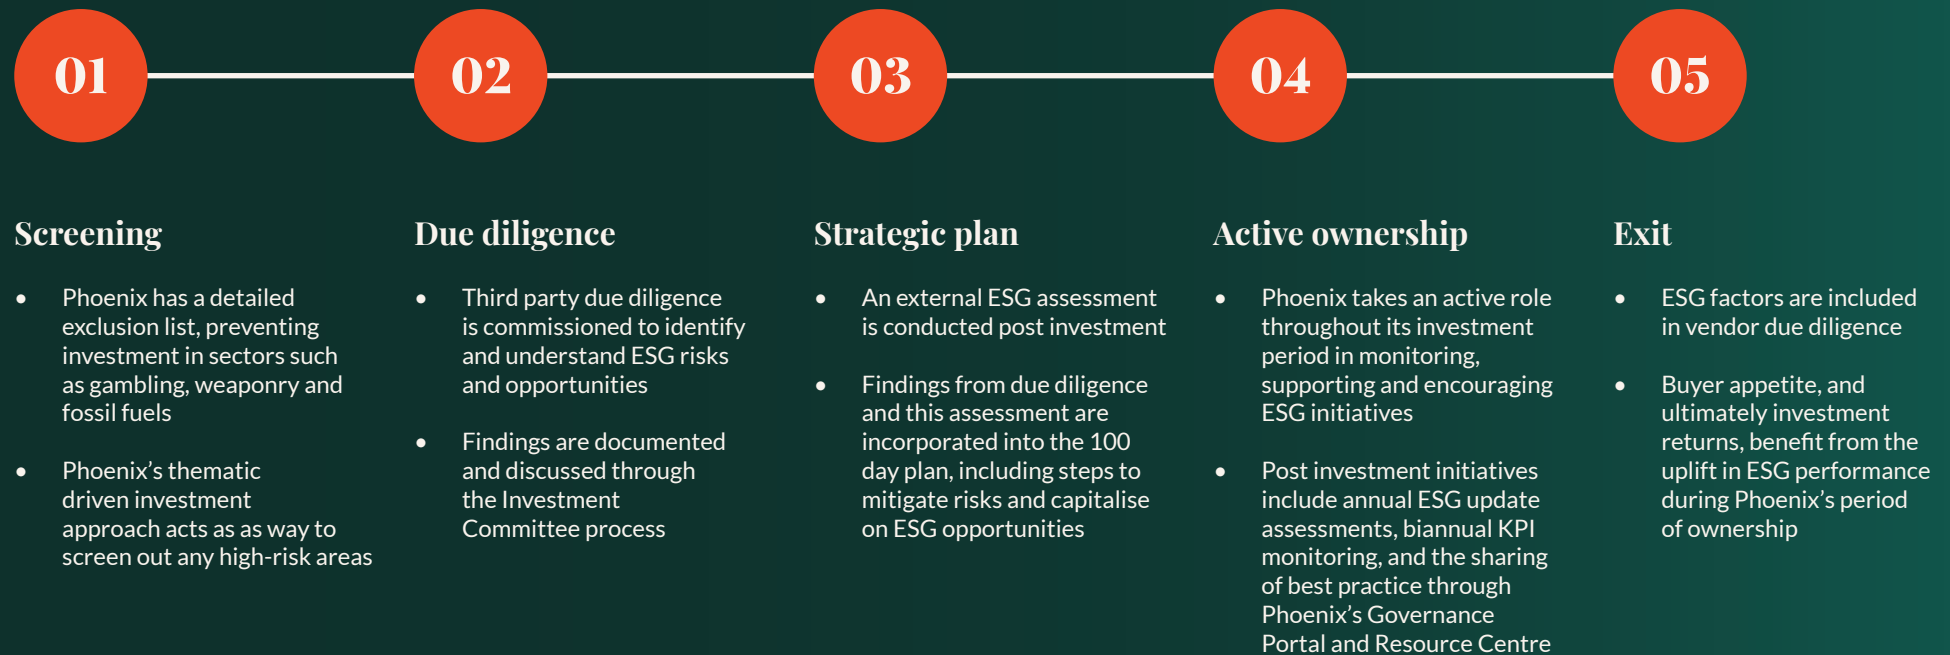 01
02
03
04
05
Screening
• Phoenix has a detailed
exclusion list, preventing
investment in sectors such
as gambling, weaponry and
fossil fuels
• Phoenix’s thematic
driven investment
approach acts as as way to
screen out any high-risk areas
Due diligence
• Third party due diligence
is commissioned to identify
and understand ESG risks
and opportunities
• Findings are documented
and discussed through
the Investment
Committee process
Strategic plan
• An external ESG assessment
is conducted post investment
• Findings from due diligence
and this assessment are
incorporated into the 100
day plan, including steps to
mitigate risks and capitalise
on ESG opportunities
Active ownership
• Phoenix takes an active role
throughout its investment
period in monitoring,
supporting and encouraging
ESG initiatives
• Post investment initiatives
include annual ESG update
assessments, biannual KPI
monitoring, and the sharing
of best practice through
Phoenix’s Governance
Portal and Resource Centre
Exit
• ESG factors are included
in vendor due diligence
• Buyer appetite, and
ultimately investment
returns, benefit from the
uplift in ESG performance
during Phoenix’s period
of ownership